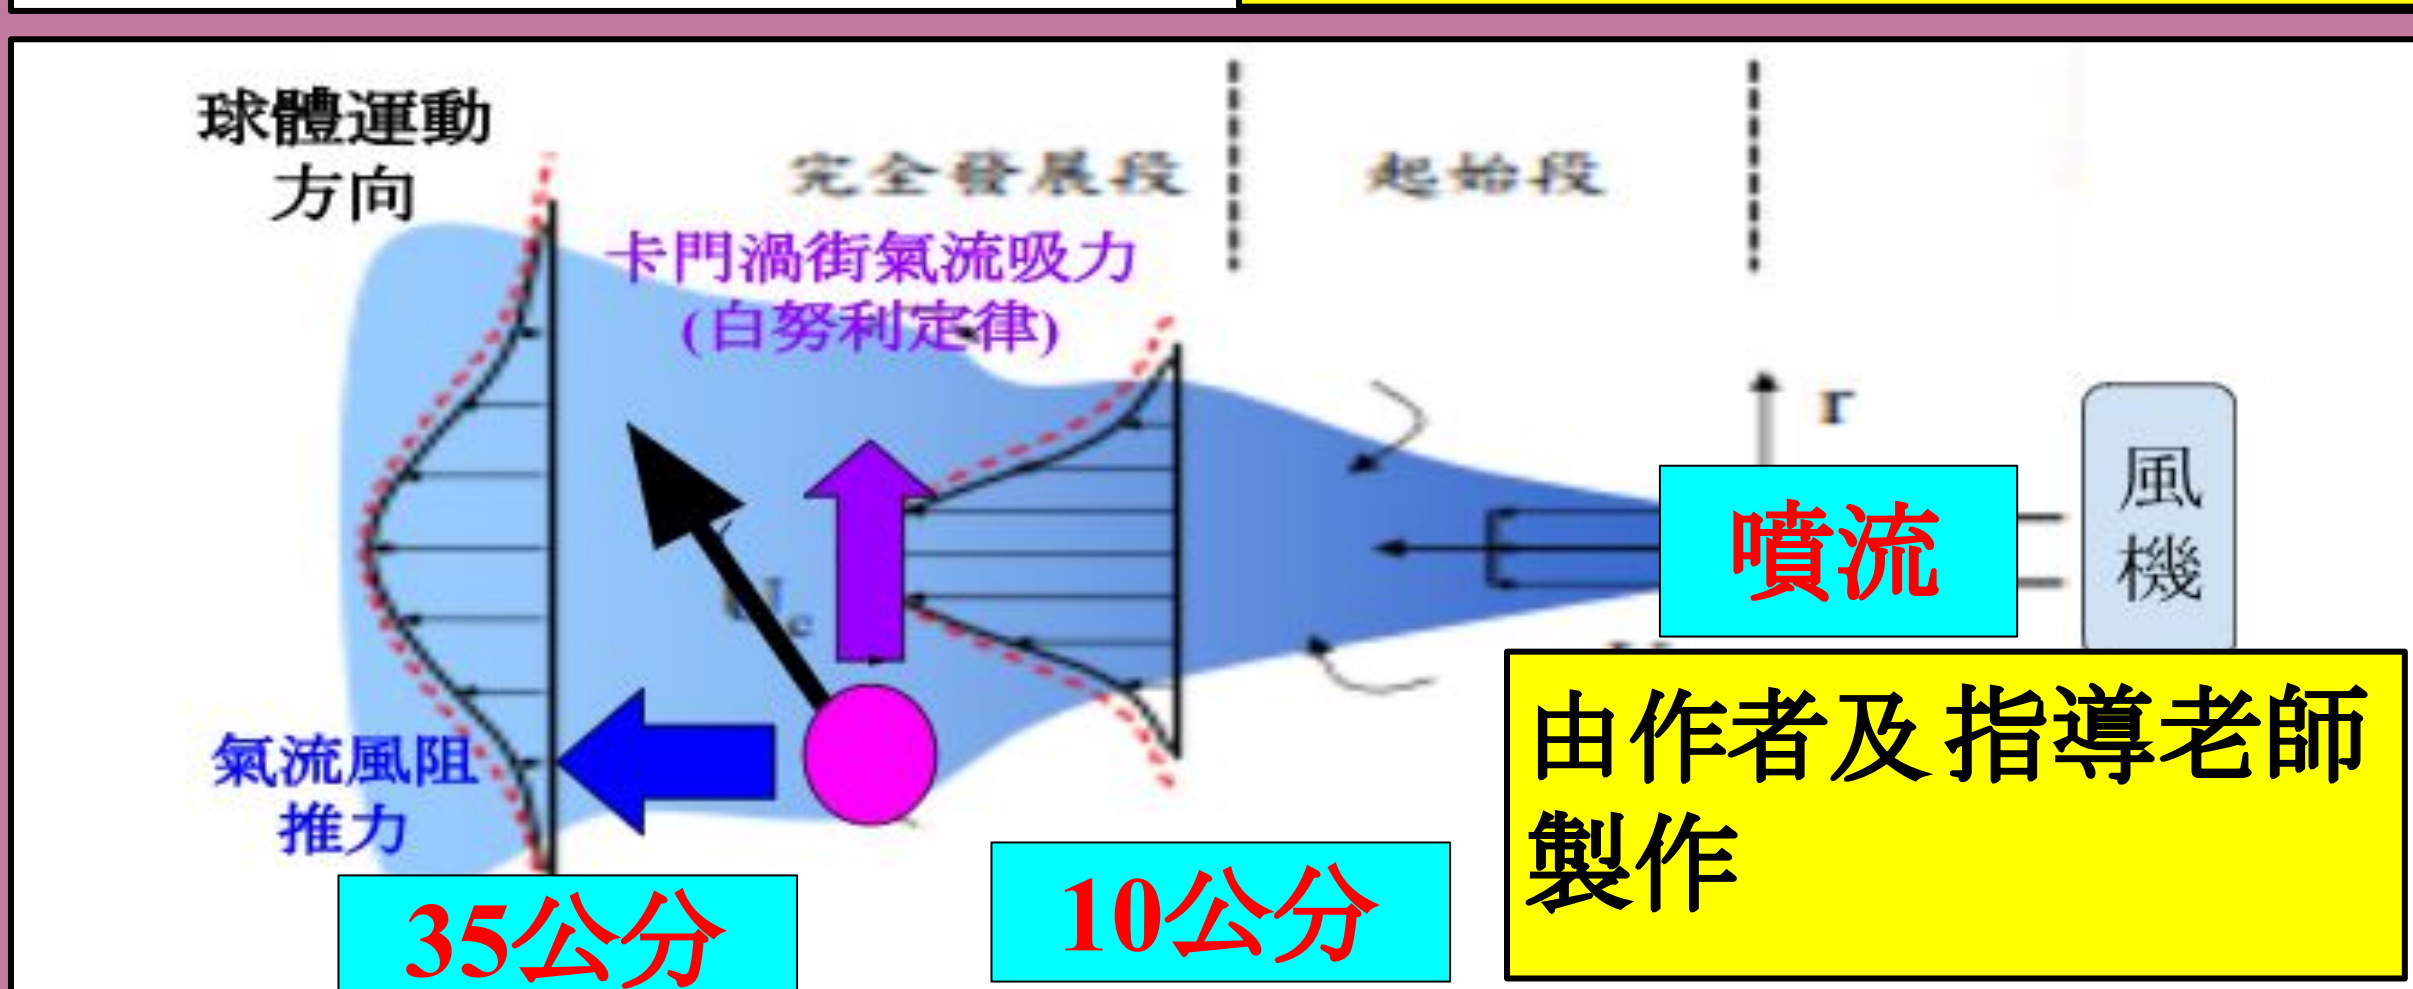 球體運動
方向
完全發展段
起始段
卡門渦街氣流吸力
(白努利定律)
r
風
機
噴流
氣流風阻
推力
由作者及指導老師
製作
10公分
35公分